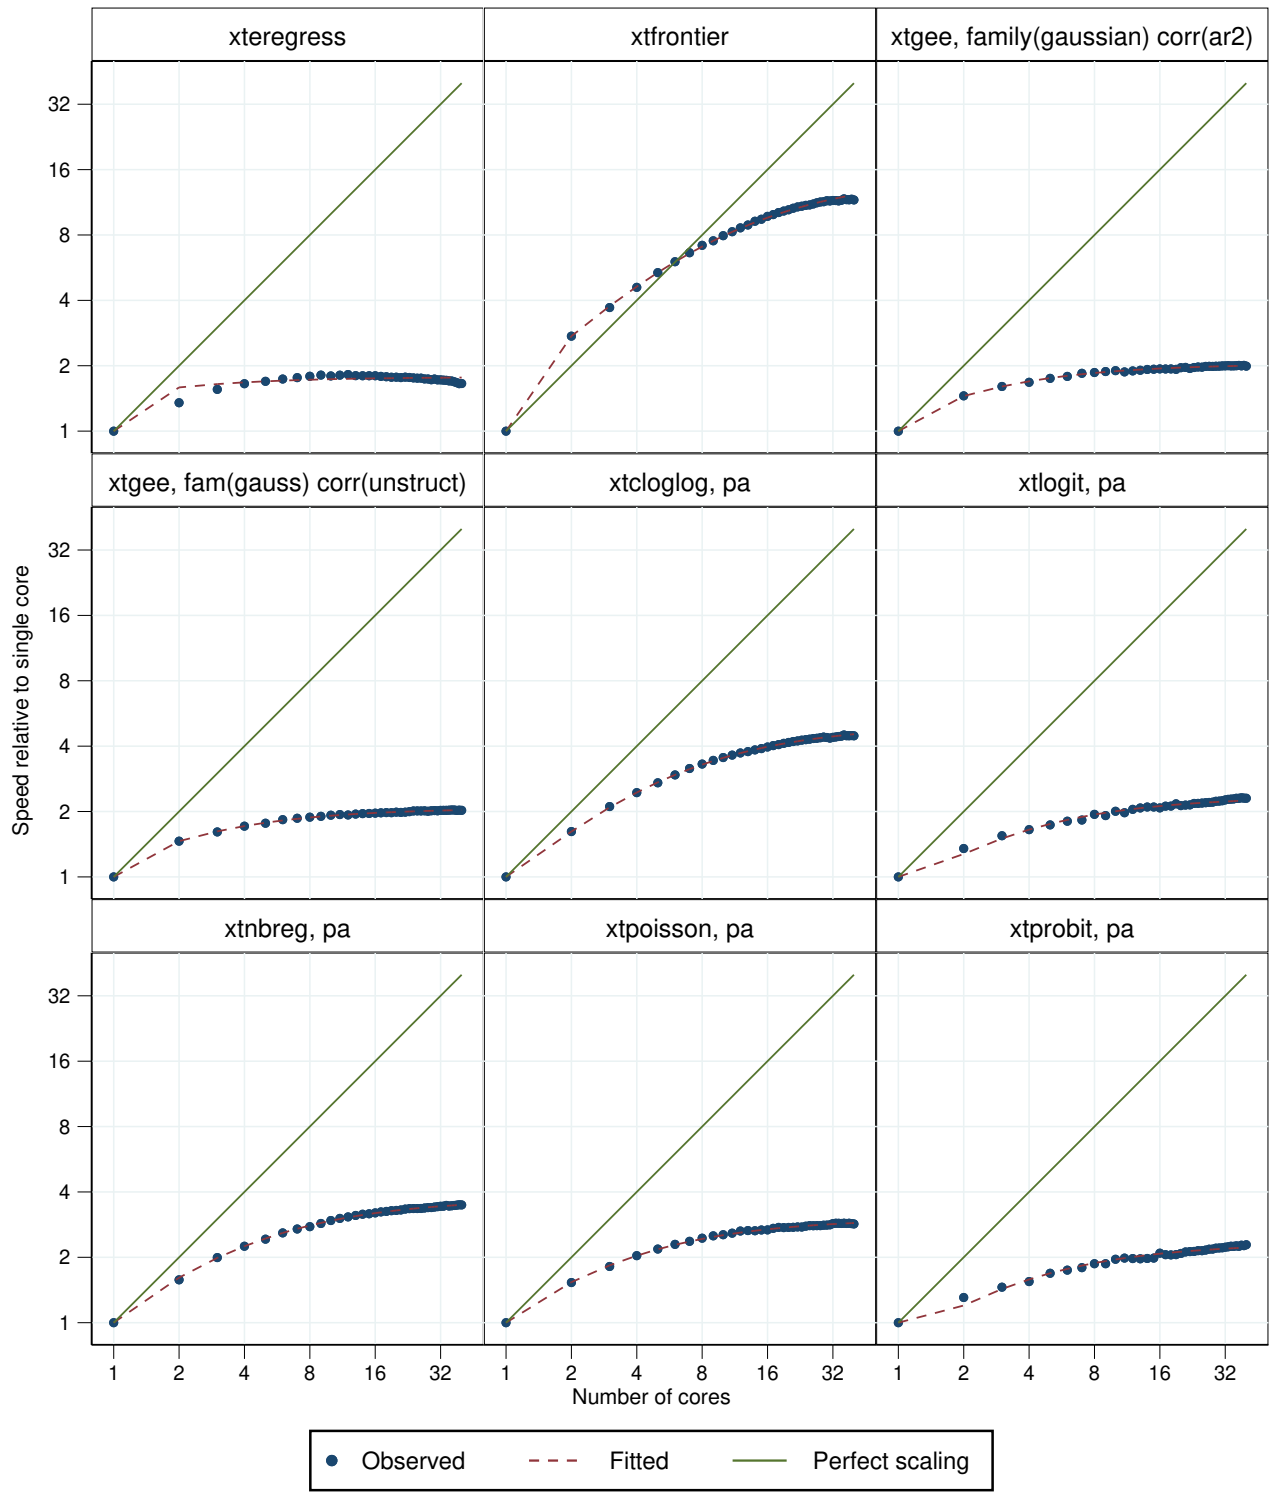 xteregress
xtfrontier
xtgee, family(gaussian) corr(ar2)
32
16
8
4
2
1
xtgee, fam(gauss) corr(unstruct)
xtcloglog, pa
xtlogit, pa
32
16
8
4
2
1
Speed relative to single core
xtnbreg, pa
xtpoisson, pa
xtprobit, pa
32
16
8
4
2
1
1 2 4 8 16 32
1 2 4 8 16 32
1 2 4 8 16 32
Number of cores
Observed Fitted Perfect scaling